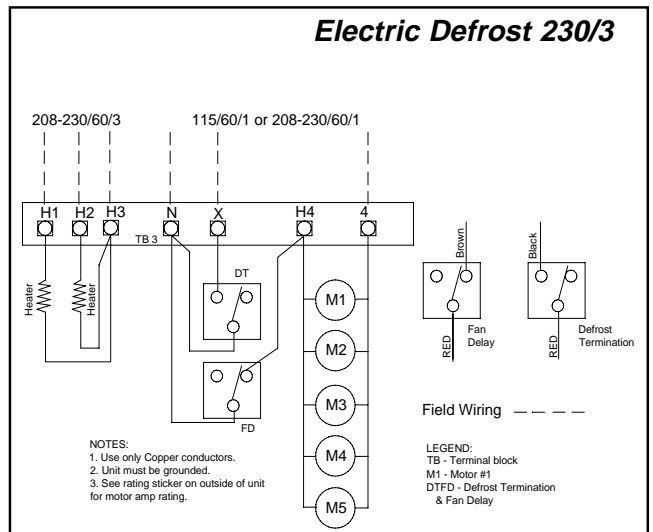 Electric Defrost 230/3
208-230/60/3
115/60/1 or 208-230/60/1
H1 H2 H3 N X H4 4
TB 3
Heater
Heater
DT
FD
M1
M2
M3
M4
M5
Brown
RED
Fan
Delay
Black
RED
Defrost
Termination
Field Wiring
NOTES:
1. Use only Copper conductors.
2. Unit must be grounded.
3. See rating sticker on outside of unit
for motor amp rating.
LEGEND:
TB - Terminal block
M1 - Motor #1
DTFD - Defrost Termination
& Fan Delay